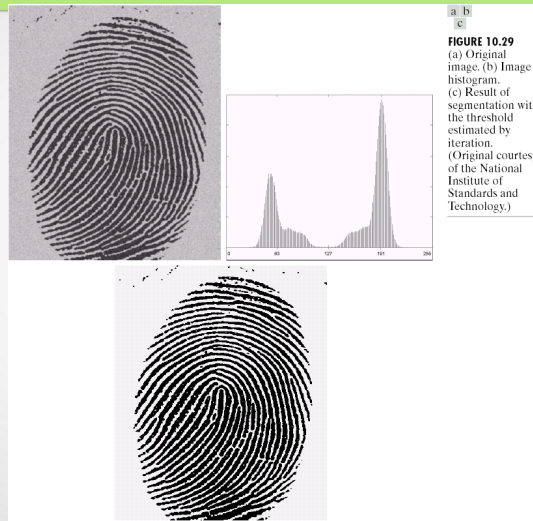 a b
c
FIGURE 10.29
(a) Original
image. (b) Image
histogram.
(c) Result of
segmentation wit
the threshold
estimated by
iteration.
(Original courtes
of the National
Institute of
Standards and
Technology.)
0 63 127 191 255